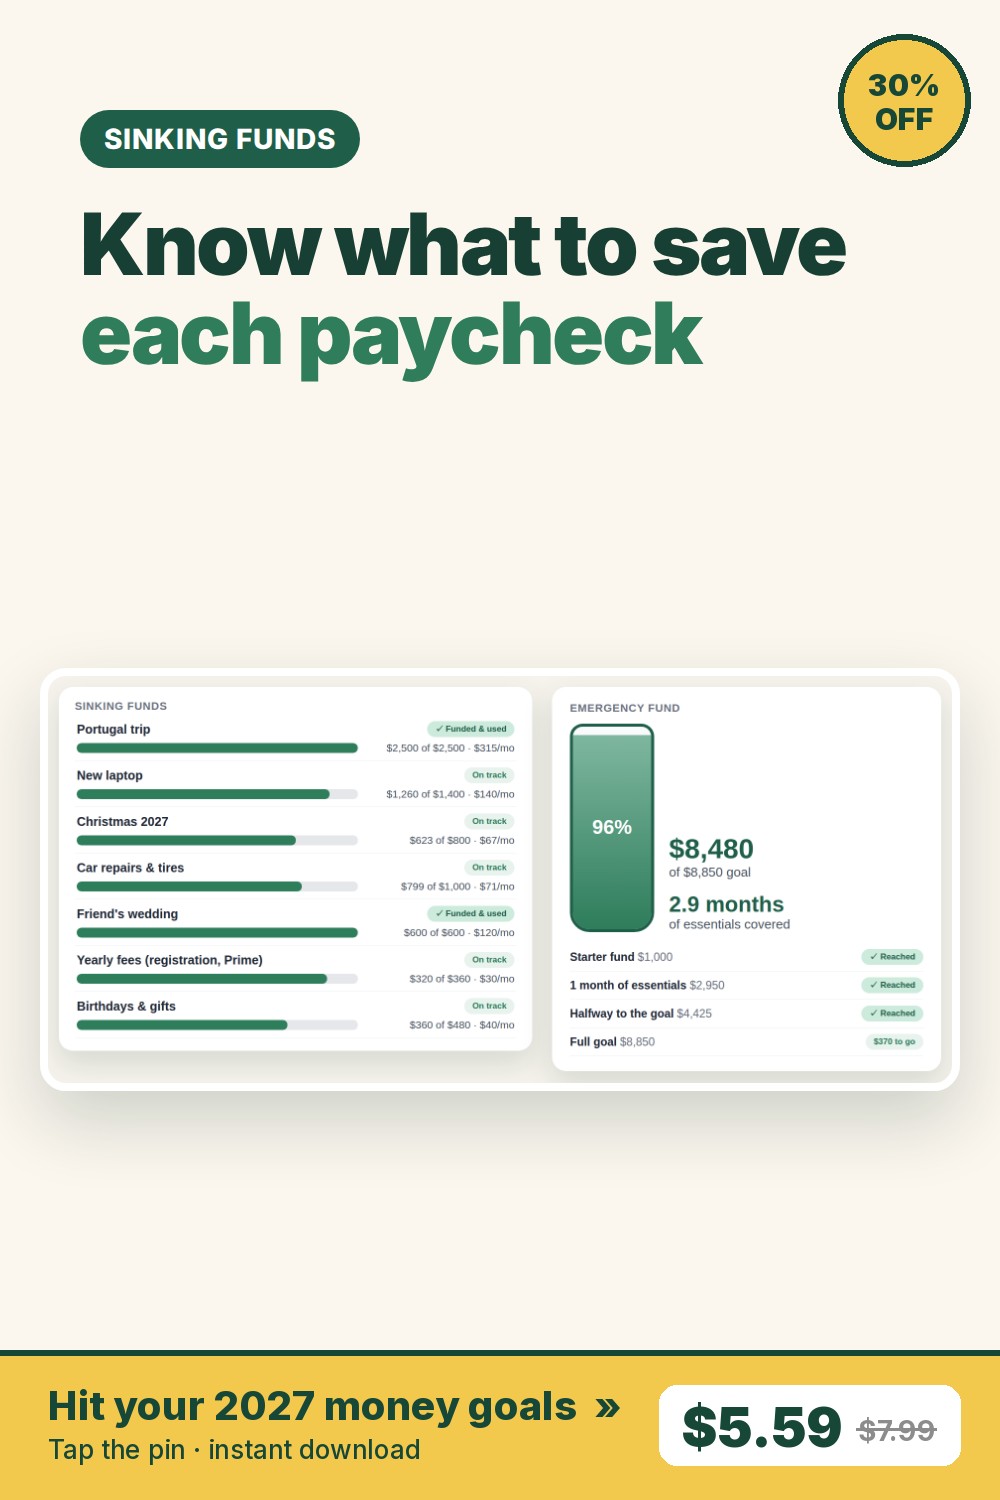 30%
OFF
SINKING FUNDS
Know what to save
each paycheck
SINKING FUNDS
Portugal trip
✓ Funded & used
$2,500 of $2,500 · $315/mo
New laptop
On track
$1,260 of $1,400 · $140/mo
Christmas 2027
On track
$623 of $800 · $67/mo
Car repairs & tires
On track
$799 of $1,000 · $71/mo
Friend's wedding
✓ Funded & used
$600 of $600 · $120/mo
Yearly fees (registration, Prime)
On track
$320 of $360 · $30/mo
Birthdays & gifts
On track
$360 of $480 · $40/mo
EMERGENCY FUND
96%
$8,480
of $8,850 goal
2.9 months
of essentials covered
Starter fund $1,000 ✓ Reached
1 month of essentials $2,950 ✓ Reached
Halfway to the goal $4,425 ✓ Reached
Full goal $8,850 $370 to go
Hit your 2027 money goals »
Tap the pin · instant download
$5.59 $7.99